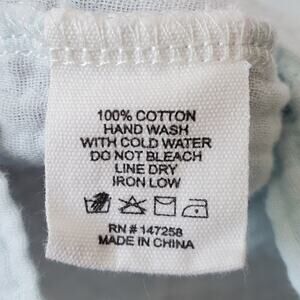 100% COTTON
HAND WASH
WITH COLD WATER
DO NOT BLEACH
LINE DRY
IRON LOW
RN # 147258
MADE IN CHINA